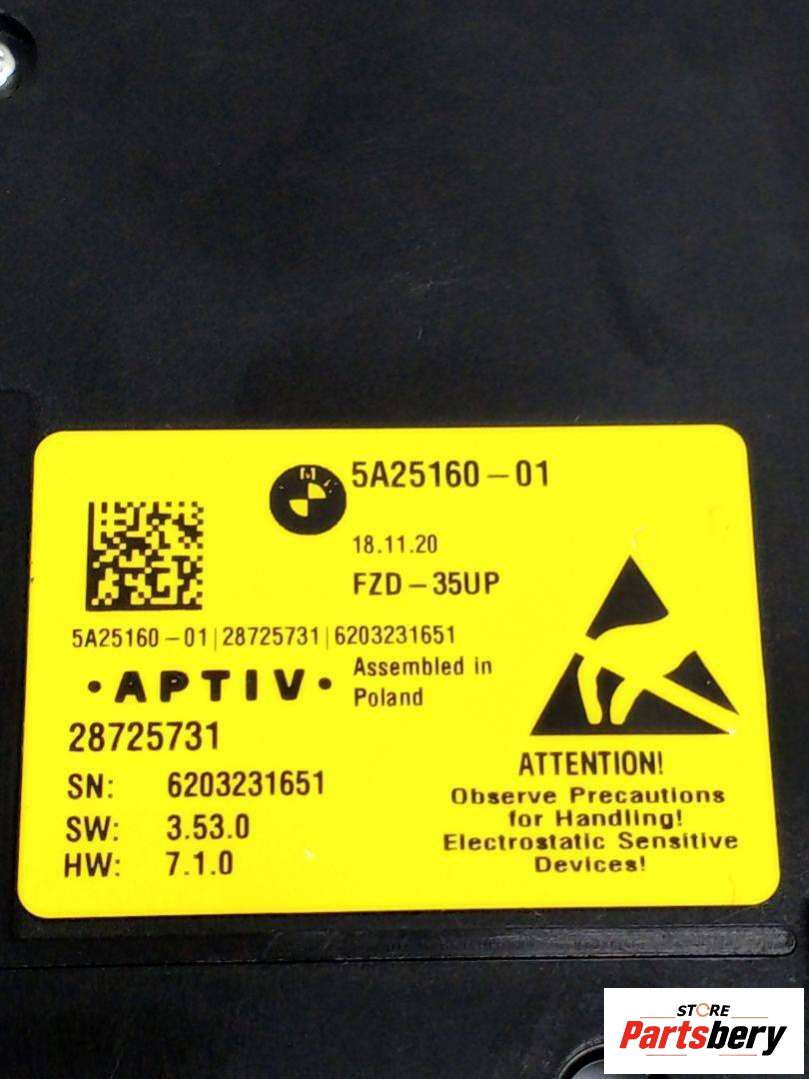 5A25160-01
18.11.20
FZD-35UP
5A25160-01|28725731|6203231651
•APTIV•
Assembled in
Poland
28725731
SN: 6203231651
SW: 3.53.0
HW: 7.1.0
ATTENTION!
Observe Precautions
for Handling!
Electrostatic Sensitive
Devices!
STORE
Partsbery